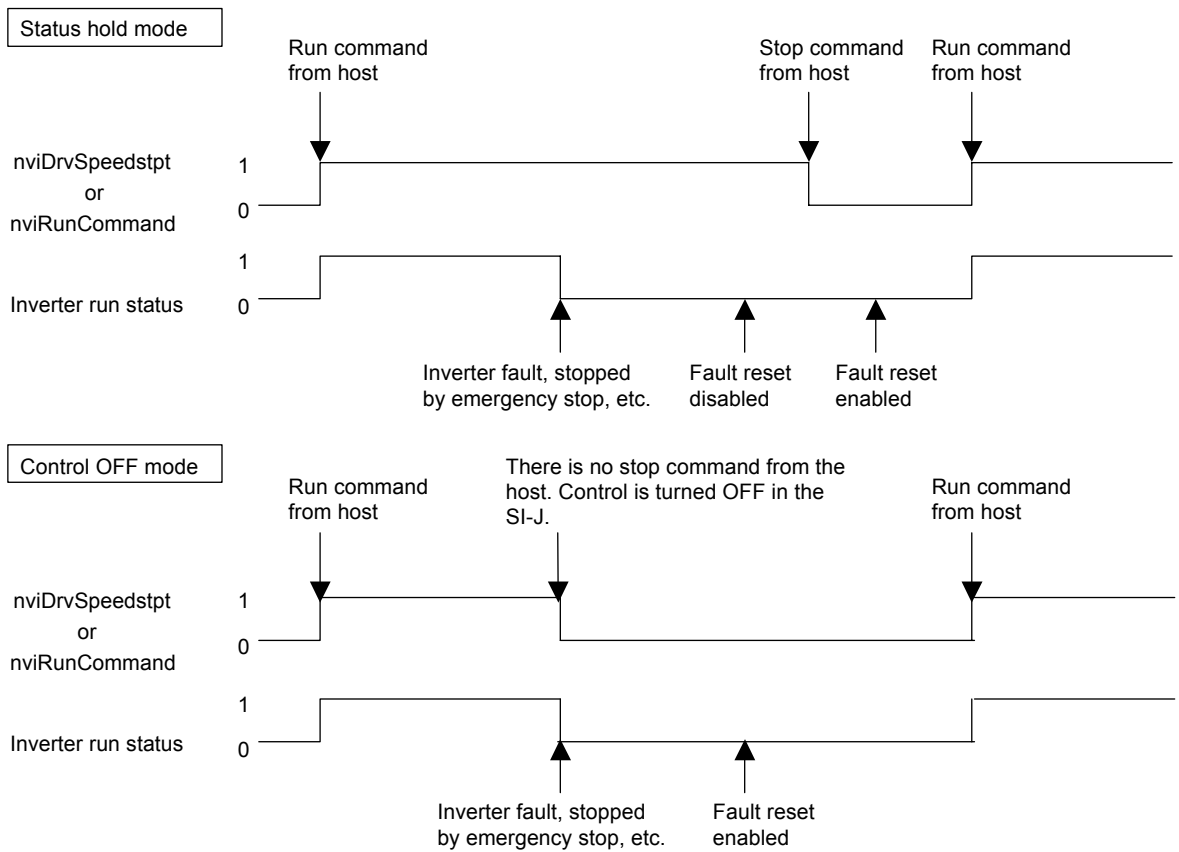 Status hold mode
Run command
from host
Stop command
from host
Run command
from host
nviDrvSpeedstpt
or
nviRunCommand
1
0
Inverter run status
1
0
Inverter fault, stopped
by emergency stop, etc.
Fault reset
disabled
Fault reset
enabled
Control OFF mode
Run command
from host
There is no stop command from the
host. Control is turned OFF in the
SI-J.
Run command
from host
nviDrvSpeedstpt
or
nviRunCommand
1
0
Inverter run status
1
0
Inverter fault, stopped
by emergency stop, etc.
Fault reset
enabled